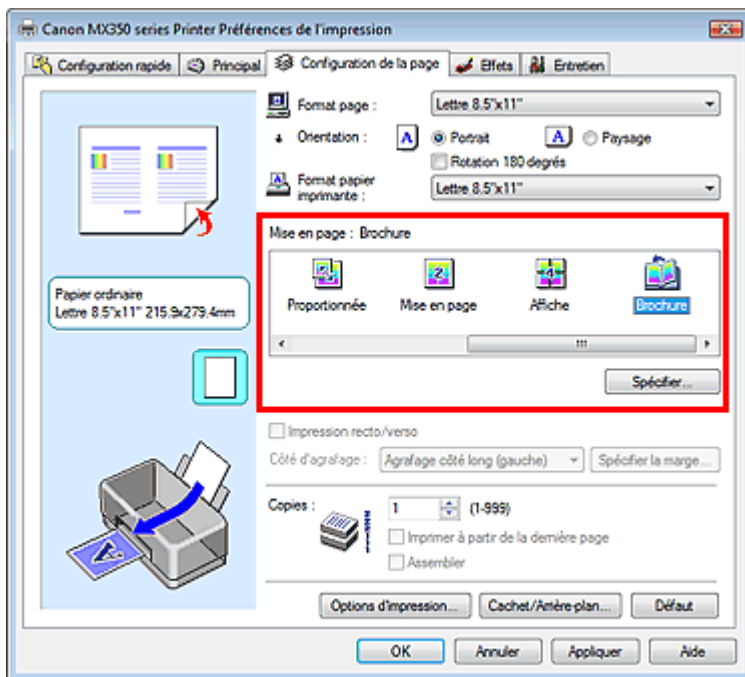 Canon MX350 series Printer Préférences de l'impression
Configuration rapide Principal Configuration de la page Effets Entretien
Format page : Lettre 8.5"x11"
Orientation : A Portrait A Paysage
Rotation 180 degrés
Format papier imprimante : Lettre 8.5"x11"
Mise en page : Brochure
Proportionnée Mise en page Affiche Brochure
Papier ordinaire
Lettre 8.5"x11" 215.9x279.4mm
Spécifier...
Impression recto/verso
Côté d'agrafage : Agrafage côté long (gauche) Spécifier la marge...
Copies : 1 (1-999)
Imprimer à partir de la dernière page
Assembler
Options d'impression... Cachet/Arrière-plan... Défaut
OK Annuler Appliquer Aide